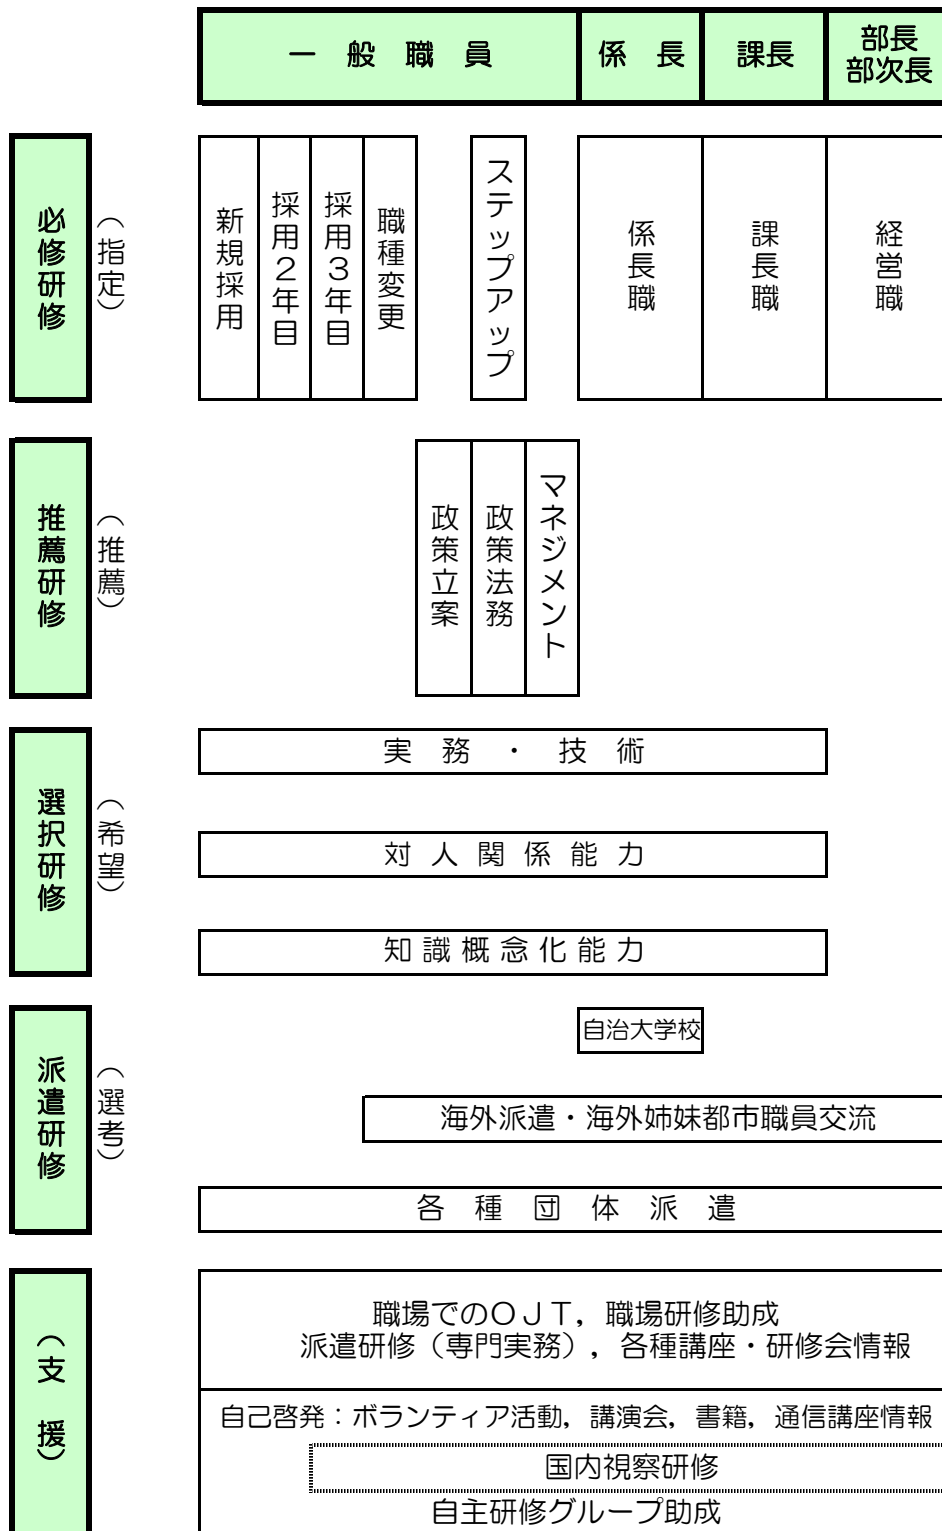 一般職員
係長
課長
部長
部次長
必修研修
（指定）
新規採用
採用２年目
採用３年目
職種変更
ステップアップ
係長職
課長職
経営職
推薦研修
（推薦）
政策立案
政策法務
マネジメント
選択研修
（希望）
実務・技術
対人関係能力
知識概念化能力
派遣研修
（選考）
自治大学校
海外派遣・海外姉妹都市職員交流
各種団体派遣
（支援）
職場でのＯＪＴ，職場研修助成
派遣研修（専門実務），各種講座・研修会情報
自己啓発：ボランティア活動，講演会，書籍，通信講座情報
国内視察研修
自主研修グループ助成